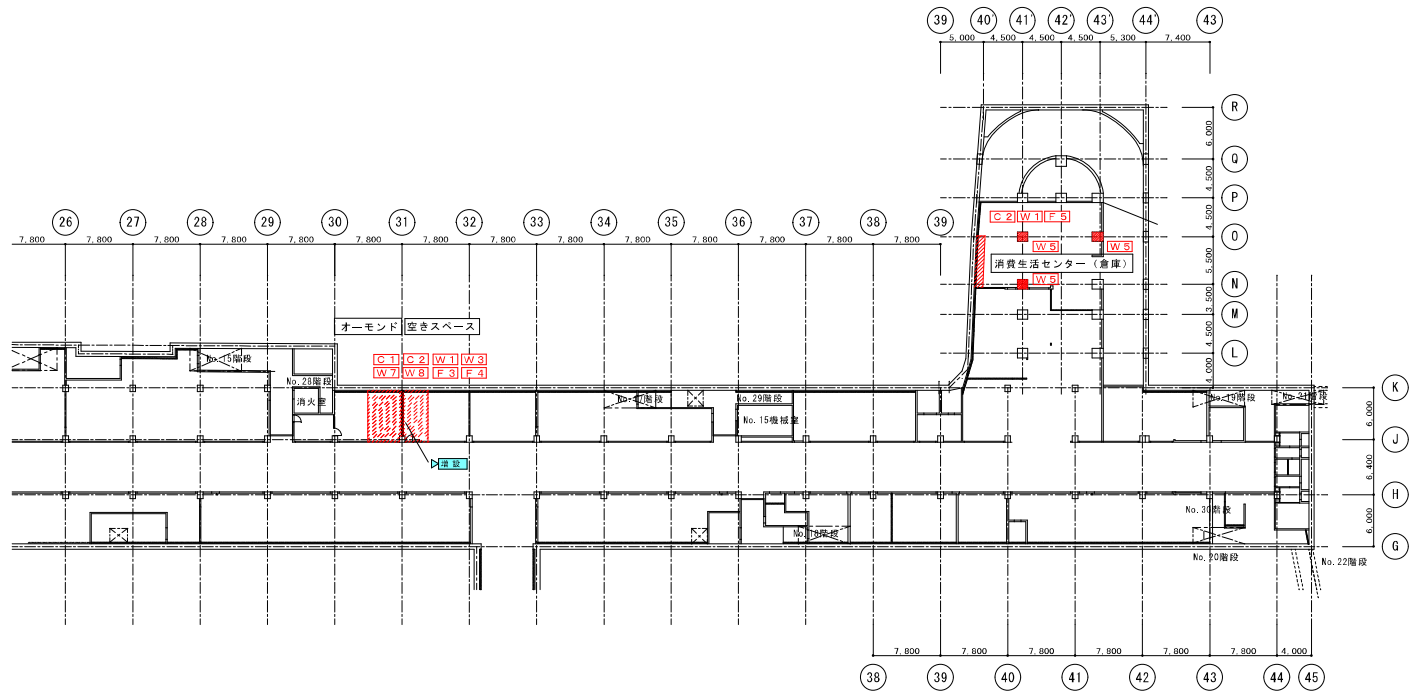 39 40' 41' 42' 43' 44' 43
5,000 4,500 4,500 4,500 5,300 7,400
R
6,000
Q
4,500
P
4,500
O
5,500
N
3,500
M
4,500
L
4,000
C 2 W 1 F 5
W 5 W 5
消費生活センター (倉庫)
W 5
26 27 28 29 30 31 32 33 34 35 36 37 38 39
7,800 7,800 7,800 7,800 7,800 7,800 7,800 7,800 7,800 7,800 7,800 7,800 7,800 7,800
オーモンド 空きスペース
C 1 C 2 W 1 W 3
W 7 W 8 F 3 F 4
No.15階段
No.28階段
消火室
No.29階段
No.15機械室
No.19階段
No.21階段
増設
K
6,000
J
6,400
H
6,000
G
No.18階段
No.30階段
No.20階段
No.22階段
7,800 7,800 7,800 7,800 7,800 7,800 4,000
38 39 40 41 42 43 44 45